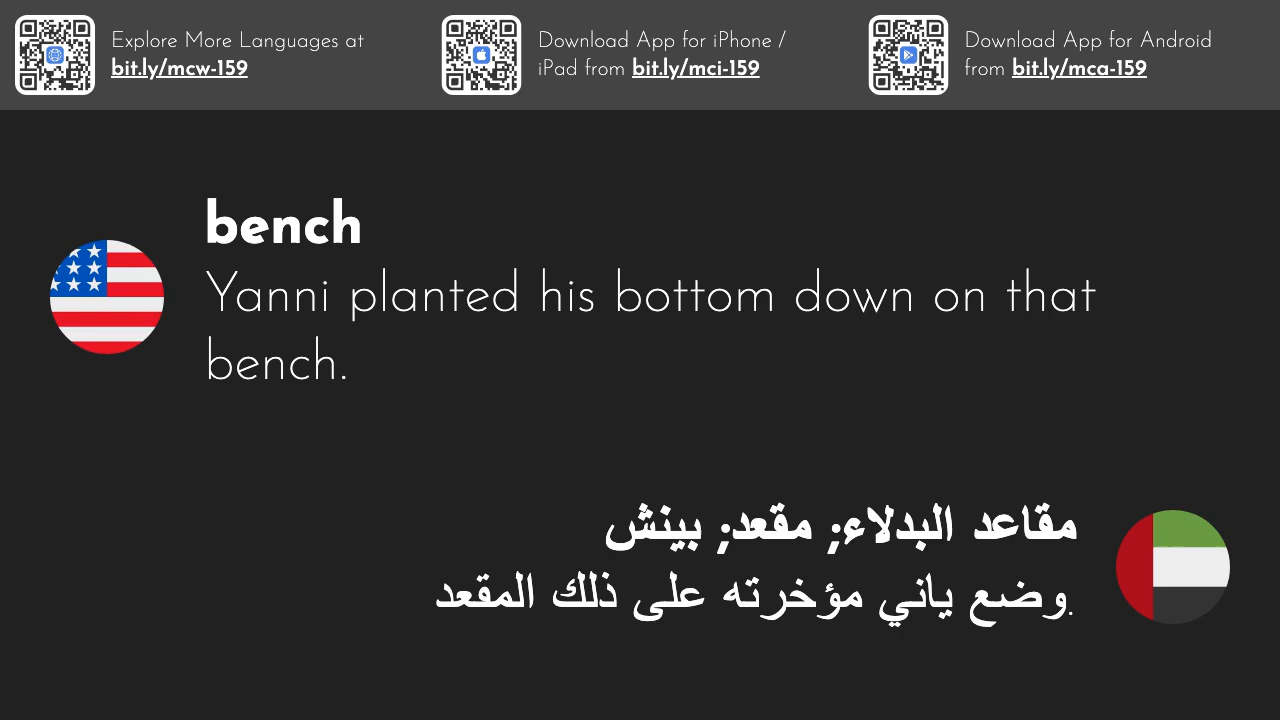 Explore More Languages at
bit.ly/mcw-159
Download App for iPhone /
iPad from bit.ly/mci-159
Download App for Android
from bit.ly/mca-159
bench
Yanni planted his bottom down on that
bench.
مقاعد البدلاء; مقعد; بينش
وضع ياني مؤخرته على ذلك المقعد.